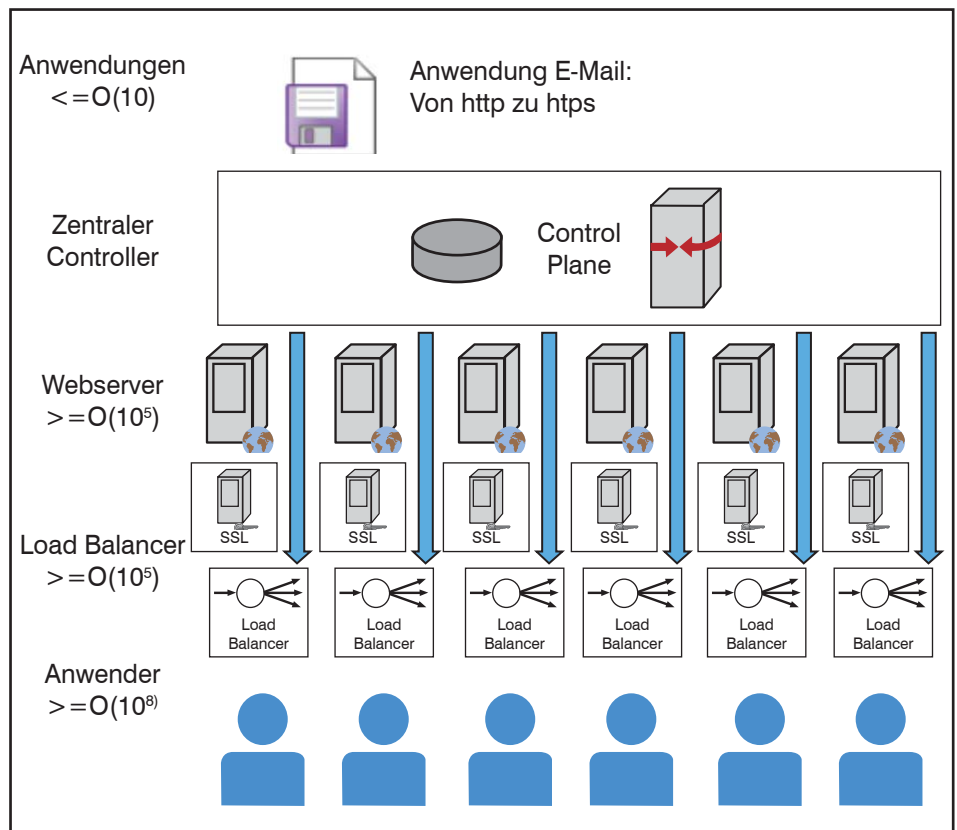 Anwendungen
<=O(10)
Anwendung E-Mail:
Von http zu htps
Zentraler
Controller
Control
Plane
Webserver
>=O(10⁵)
SSL
SSL
SSL
SSL
SSL
SSL
Load Balancer
>=O(10⁵)
Load
Balancer
Load
Balancer
Load
Balancer
Load
Balancer
Load
Balancer
Load
Balancer
Anwender
>=O(10⁸⁾